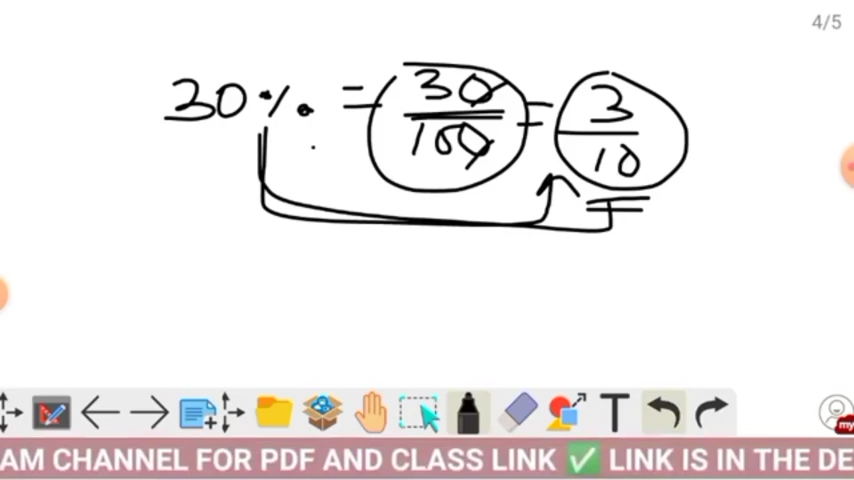 4/5
30% = 30/100 = 3/10
T
my
AM CHANNEL FOR PDF AND CLASS LINK ✅ LINK IS IN THE DE